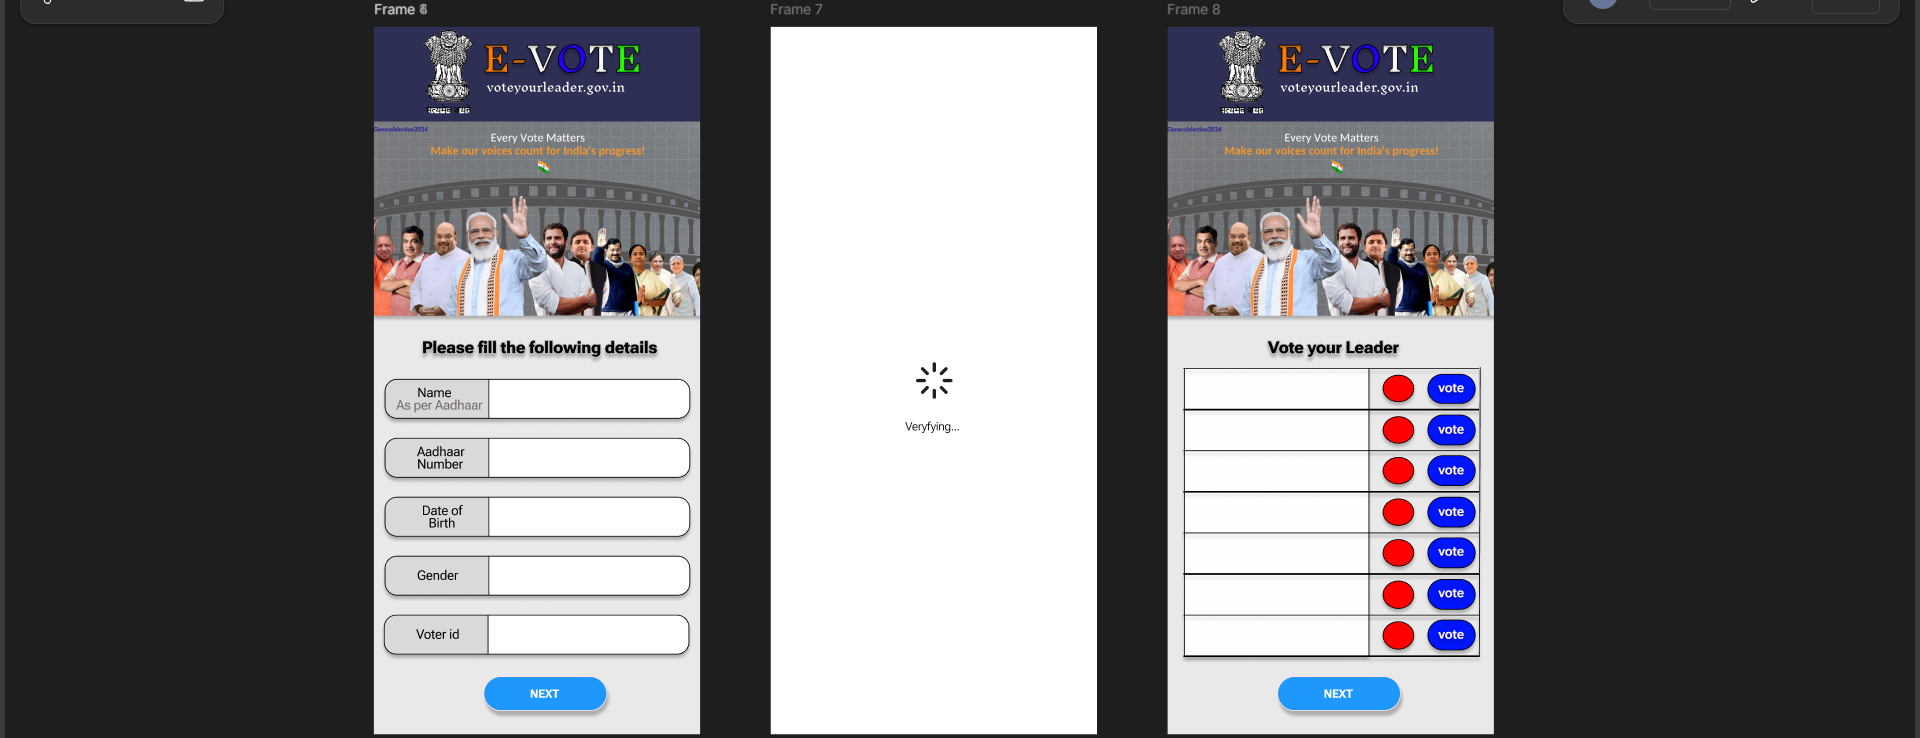 Frame 6
E-VOTE
voteyourleader.gov.in
Generalelection2024
Every Vote Matters
Make our voices count for India's progress!
Please fill the following details
Name
As per Aadhaar
Aadhaar
Number
Date of
Birth
Gender
Voter id
NEXT
Frame 7
Veryfying...
Frame 8
E-VOTE
voteyourleader.gov.in
Generalelection2024
Every Vote Matters
Make our voices count for India's progress!
Vote your Leader
vote
vote
vote
vote
vote
vote
vote
NEXT